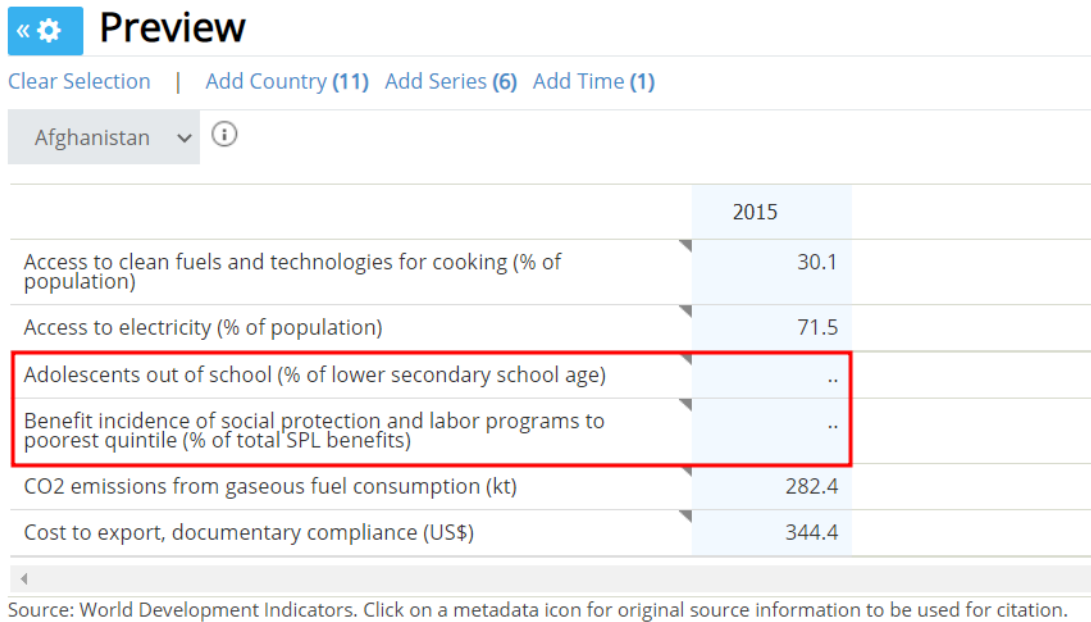 «
Preview
Clear Selection | Add Country (11) Add Series (6) Add Time (1)
Afghanistan
2015
Access to clean fuels and technologies for cooking (% of
population)
30.1
Access to electricity (% of population) 71.5
Adolescents out of school (% of lower secondary school age) ..
Benefit incidence of social protection and labor programs to
poorest quintile (% of total SPL benefits)
..
CO2 emissions from gaseous fuel consumption (kt) 282.4
Cost to export, documentary compliance (US$) 344.4
Source: World Development Indicators. Click on a metadata icon for original source information to be used for citation.